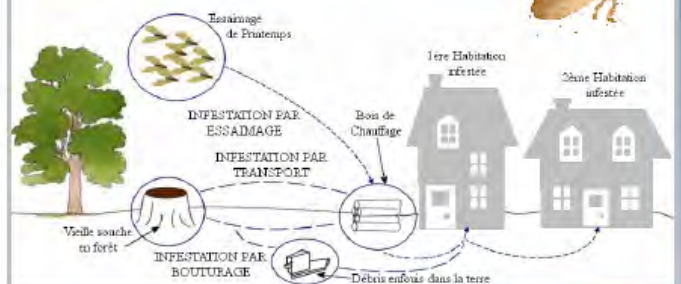 Essaimage
de Printemps
1ère Habitation
infestée
2ème Habitation
infestée
INFESTATION PAR
ESSAIMAGE
Bois de
Chauffage
INFESTATION PAR
TRANSPORT
Vieille souche
en forêt
INFESTATION PAR
BOUTURAGE
Débris enfouis dans la terre